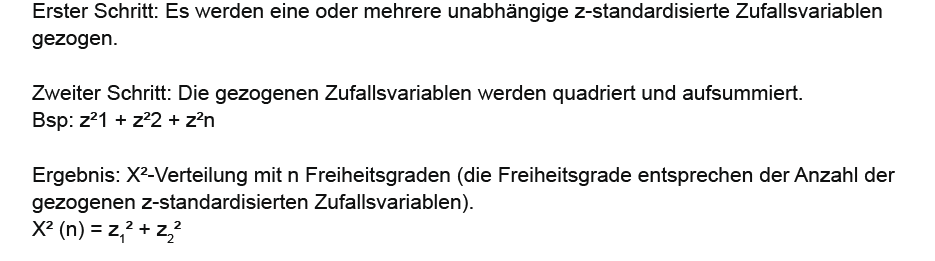 Erster Schritt: Es werden eine oder mehrere unabhängige z-standardisierte Zufallsvariablen
gezogen.
Zweiter Schritt: Die gezogenen Zufallsvariablen werden quadriert und aufsummiert.
Bsp: z²1 + z²2 + z²n
Ergebnis: X²-Verteilung mit n Freiheitsgraden (die Freiheitsgrade entsprechen der Anzahl der
gezogenen z-standardisierten Zufallsvariablen).
X² (n) = z₁² + z₂²